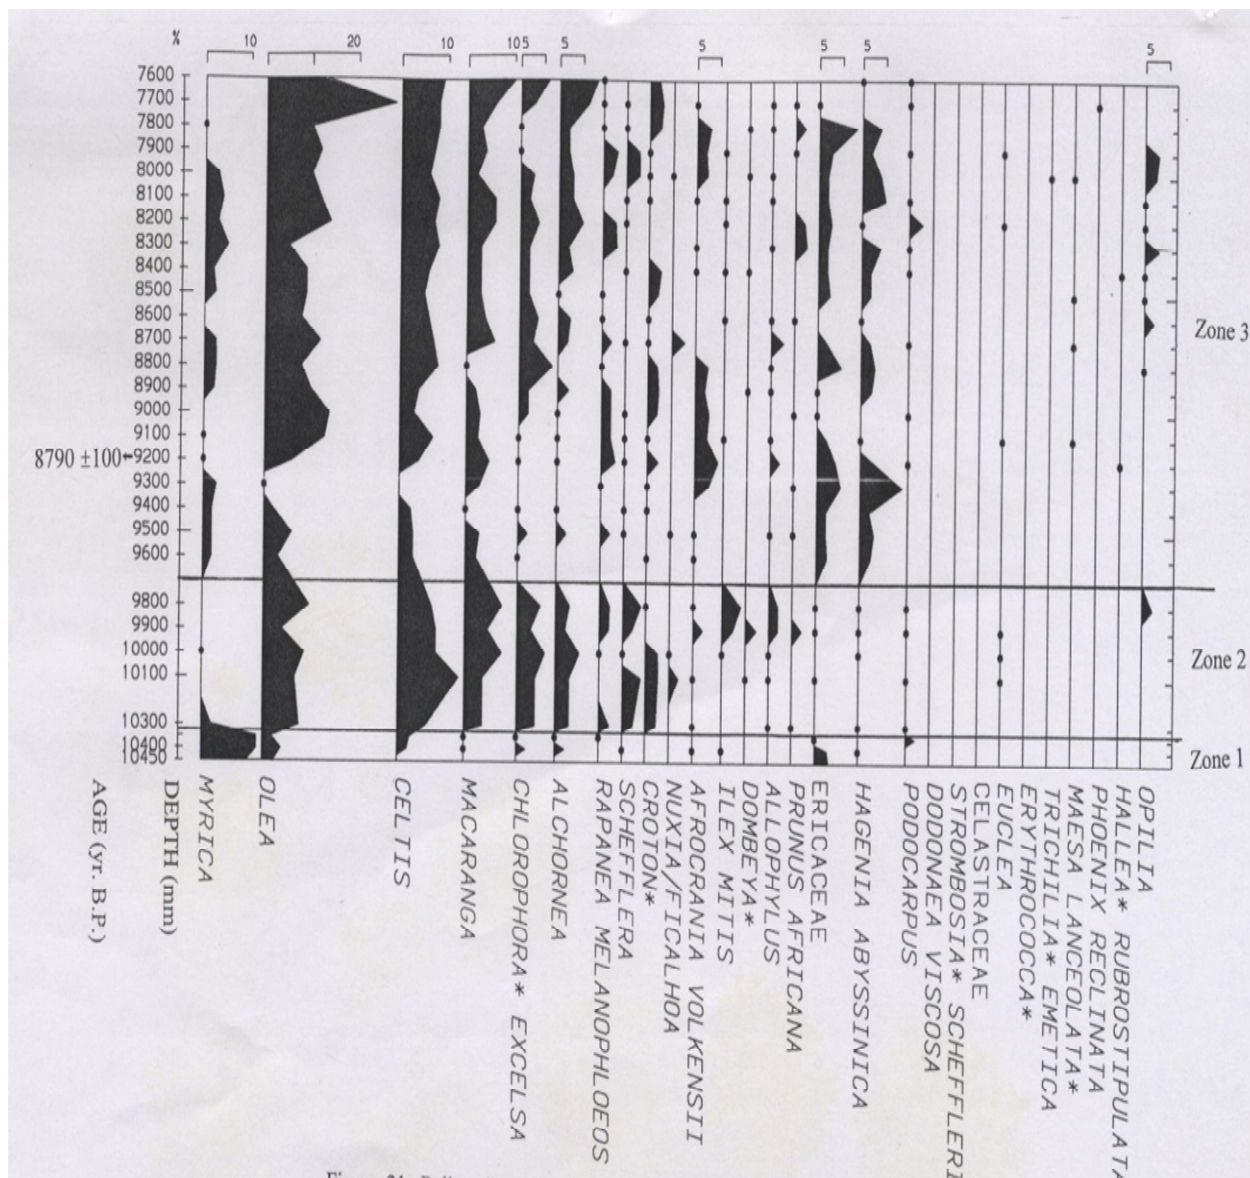 % 10 20 10 10 5 5 5 5 5 5
7600
7700
7800
7900
8000
8100
8200
8300
8400
8500
8600
8700
8800
8900
9000
9100
8790 ±100 9200
9300
9400
9500
9600
9800
9900
10000
10100
10300
10400
10450
Zone 3
Zone 2
Zone 1
AGE (yr. B.P.)
DEPTH (mm)
MYRICA
OLEA
CELTIS
MACARANGA
CHLOROPHORA* EXCELSA
ALCHORNEA
RAPANEA MELANOPHLOEOS
SCHEFFLERA
CROTON*
NUXIA/FICALHOA
AFROCRANIA VOLKENSII
ILEX MITIS
DOMBEYA*
ALLOPHYLUS
PRUNUS AFRICANA
ERICACEAE
HAGENIA ABYSSINICA
PODOCARPUS
DODONAEA VISCOSA
STROMBOSIA* SCHEFFLERI
CELASTRACEAE
EUCLEA
ERYTHROCOCCA*
TRICHILIA* EMETICA
MAESA LANCEOLATA*
PHOENIX RECLINATA
HALLEA* RUBROSTIPULATA
OPILIA